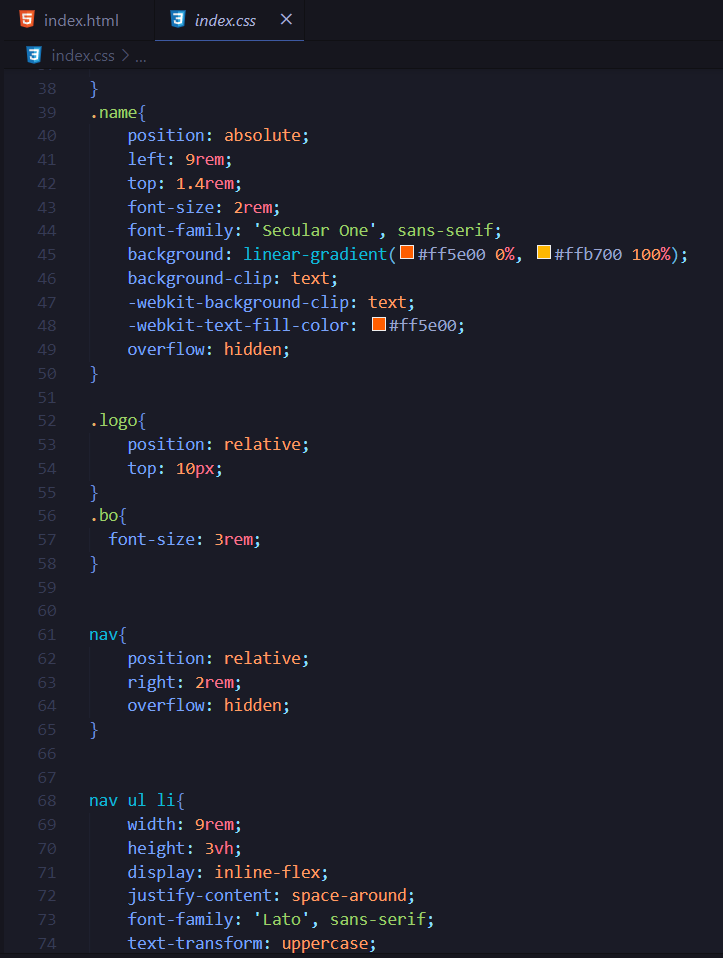 index.html
index.css
index.css > ...
38 }
39 .name{
40 position: absolute;
41 left: 9rem;
42 top: 1.4rem;
43 font-size: 2rem;
44 font-family: 'Secular One', sans-serif;
45 background: linear-gradient(#ff5e00 0%, #ffb700 100%);
46 background-clip: text;
47 -webkit-background-clip: text;
48 -webkit-text-fill-color: #ff5e00;
49 overflow: hidden;
50 }
51
52 .logo{
53 position: relative;
54 top: 10px;
55 }
56 .bo{
57 font-size: 3rem;
58 }
59
60
61 nav{
62 position: relative;
63 right: 2rem;
64 overflow: hidden;
65 }
66
67
68 nav ul li{
69 width: 9rem;
70 height: 3vh;
71 display: inline-flex;
72 justify-content: space-around;
73 font-family: 'Lato', sans-serif;
74 text-transform: uppercase;